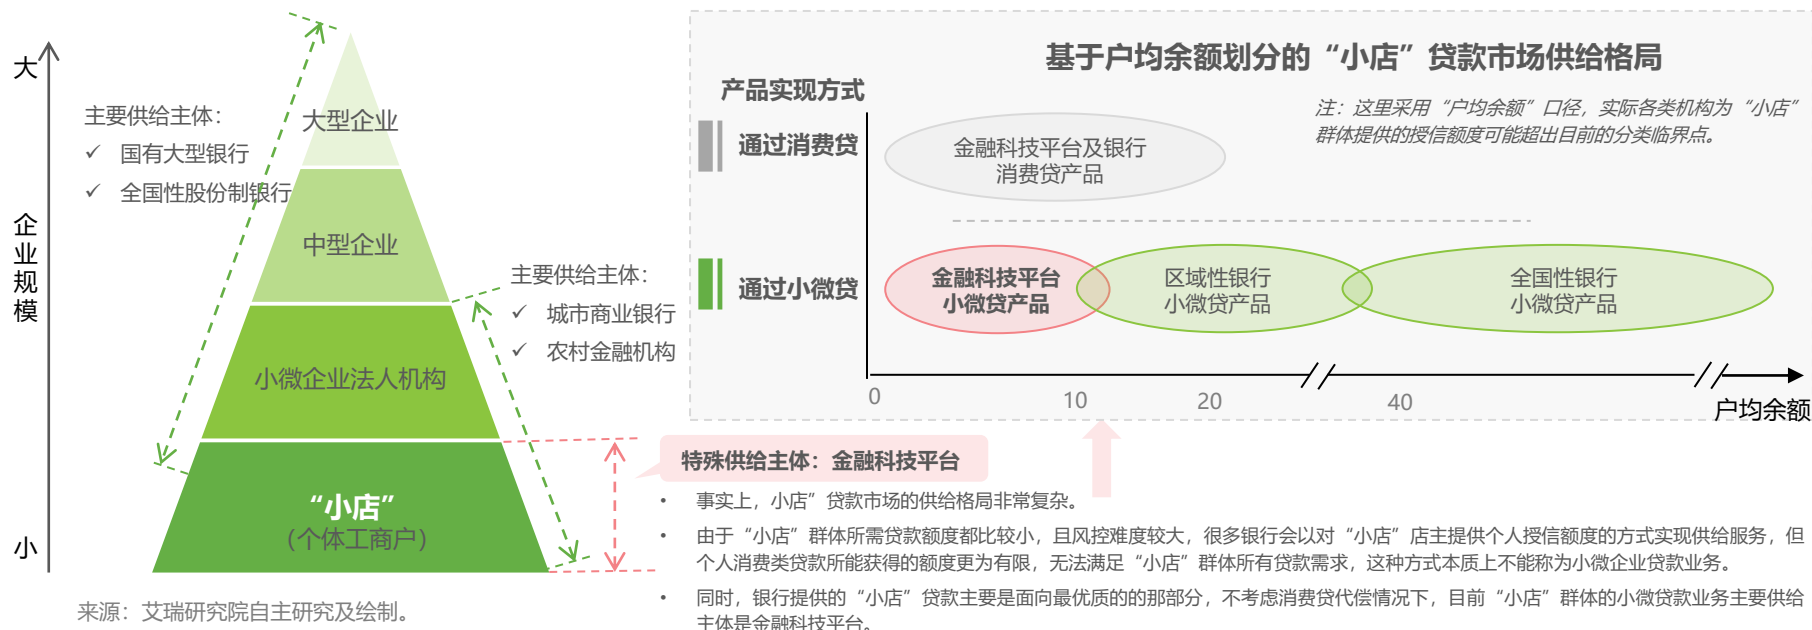 大
企业规模
小
主要供给主体：
✓ 国有大型银行
✓ 全国性股份制银行
大型企业
中型企业
小微企业法人机构
“小店”
（个体工商户）
主要供给主体：
✓ 城市商业银行
✓ 农村金融机构
来源：艾瑞研究院自主研究及绘制。
基于户均余额划分的“小店”贷款市场供给格局
注：这里采用“户均余额”口径，实际各类机构为“小店”
群体提供的授信额度可能超出目前的分类临界点。
产品实现方式
通过消费贷
金融科技平台及银行
消费贷产品
通过小微贷
金融科技平台
小微贷产品
区域性银行
小微贷产品
全国性银行
小微贷产品
0 10 20 40
户均余额
特殊供给主体：金融科技平台
• 事实上，小店”贷款市场的供给格局非常复杂。
• 由于“小店”群体所需贷款额度都比较小，且风控难度较大，很多银行会以对“小店”店主提供个人授信额度的方式实现供给服务，但
个人消费类贷款所能获得的额度更为有限，无法满足“小店”群体所有贷款需求，这种方式本质上不能称为小微企业贷款业务。
• 同时，银行提供的“小店”贷款主要是面向最优质的的那部分，不考虑消费贷代偿情况下，目前“小店”群体的小微贷款业务主要供给
主体是金融科技平台。